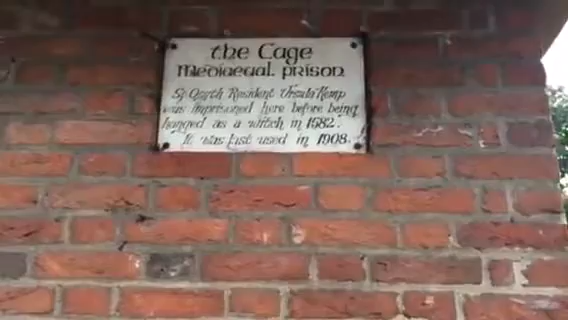 the Cage
Mediaeval prison
St Osyth Resident Ursula Kemp
was imprisoned here before being
hanged as a witch in 1582.
It was last used in 1908.